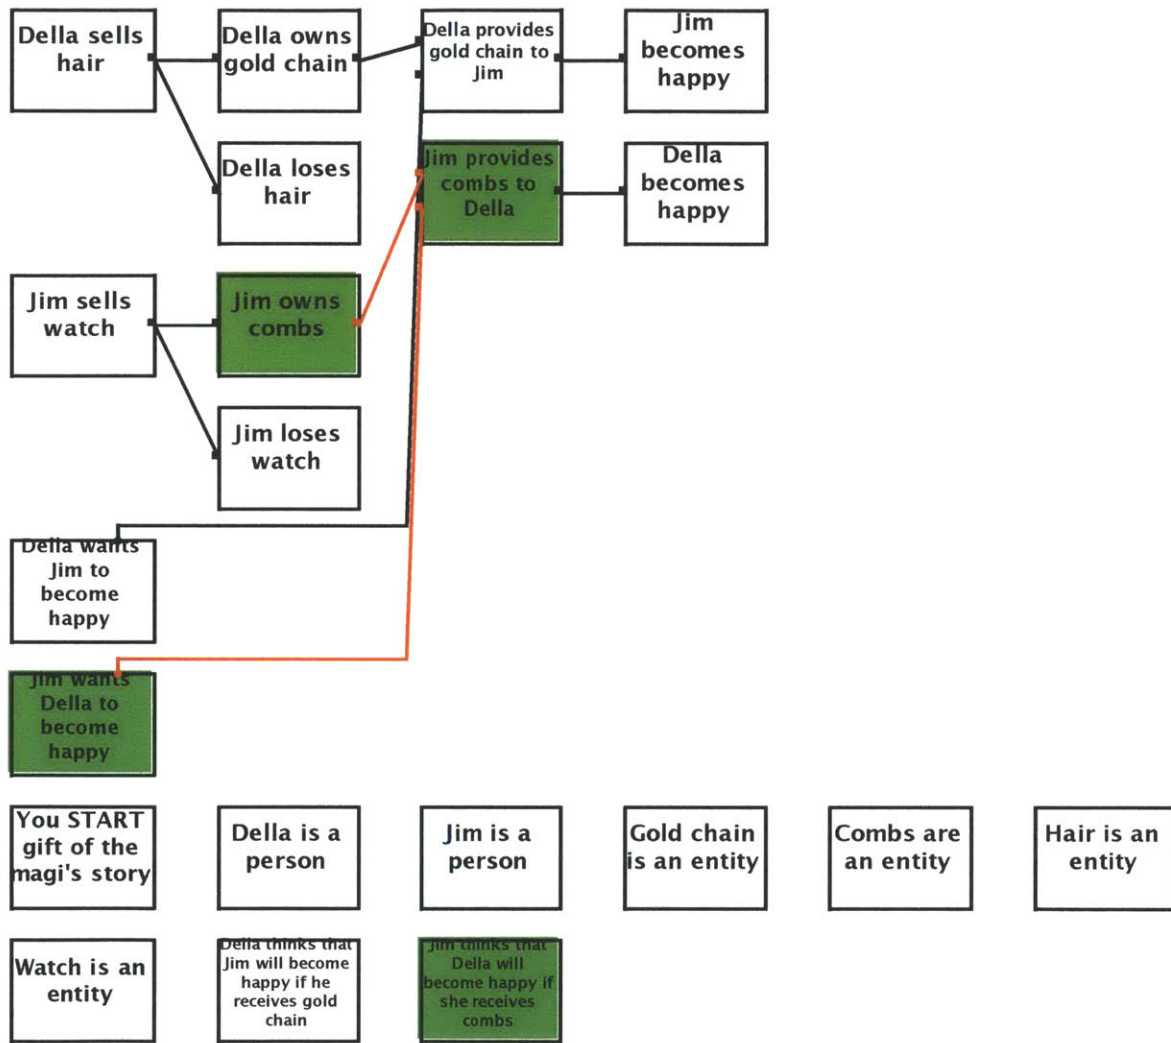 Della sells
hair
Della owns
gold chain
Della provides
gold chain to
Jim
Jim
becomes
happy
Della loses
hair
Jim provides
combs to
Della
Della
becomes
happy
Jim sells
watch
Jim owns
combs
Jim loses
watch
Della wants
Jim to
become
happy
Jim wants
Della to
become
happy
You START
gift of the
magi's story
Della is a
person
Jim is a
person
Gold chain
is an entity
Combs are
an entity
Hair is an
entity
Watch is an
entity
Della thinks that
Jim will become
happy if he
receives gold
chain
Jim thinks that
Della will
become happy if
she receives
combs